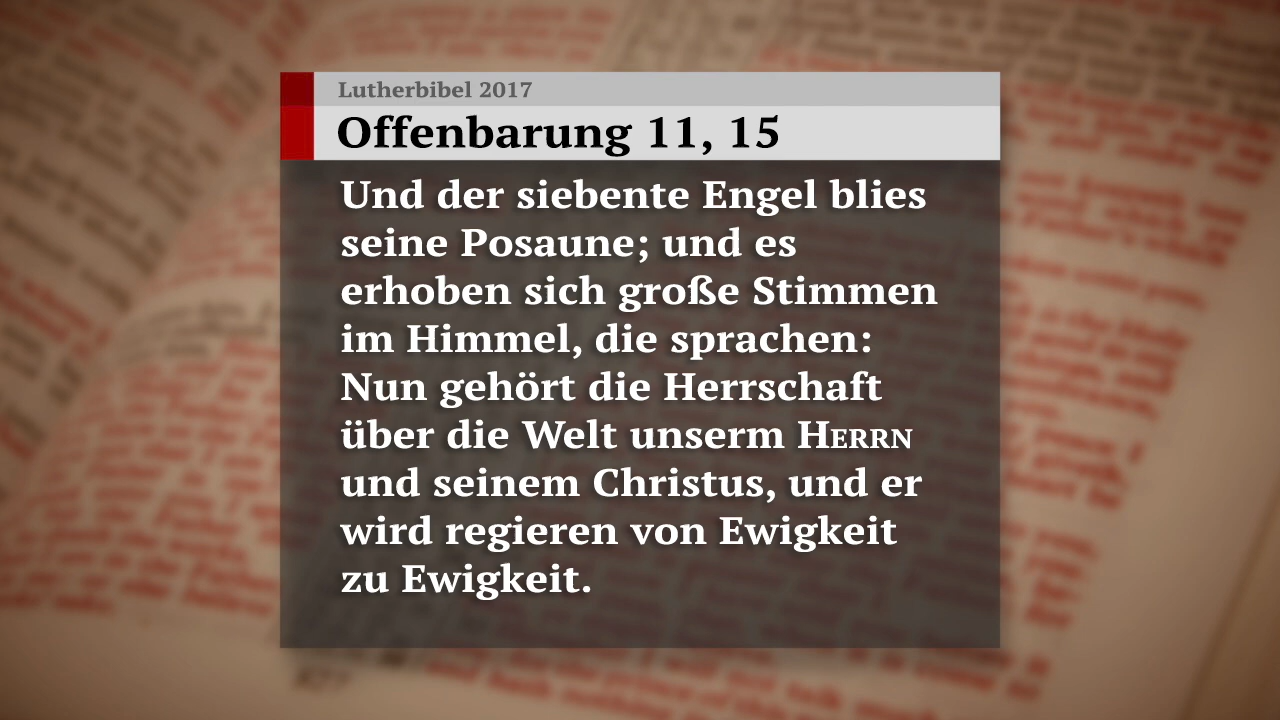 Lutherbibel 2017
Offenbarung 11, 15
Und der siebente Engel blies
seine Posaune; und es
erhoben sich große Stimmen
im Himmel, die sprachen:
Nun gehört die Herrschaft
über die Welt unserm HERRN
und seinem Christus, und er
wird regieren von Ewigkeit
zu Ewigkeit.